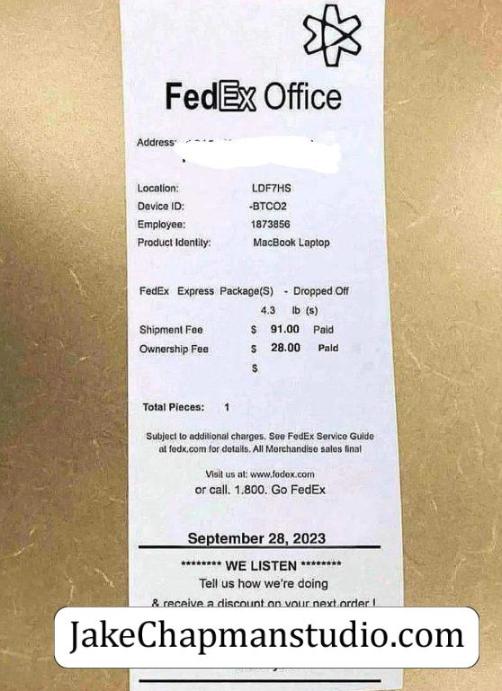 FedEx Office
Address:
Location: LDF7HS
Device ID: -BTCO2
Employee: 1873856
Product Identity: MacBook Laptop
FedEx Express Package(S) - Dropped Off
4.3 lb (s)
Shipment Fee $ 91.00 Paid
Ownership Fee $ 28.00 Paid
$
Total Pieces: 1
Subject to additional charges. See FedEx Service Guide
at fedx.com for details. All Merchandise sales final
Visit us at: www.fedex.com
or call. 1.800. Go FedEx
September 28, 2023
******** WE LISTEN ********
Tell us how we're doing
& receive a discount on your next order !
JakeChapmanstudio.com